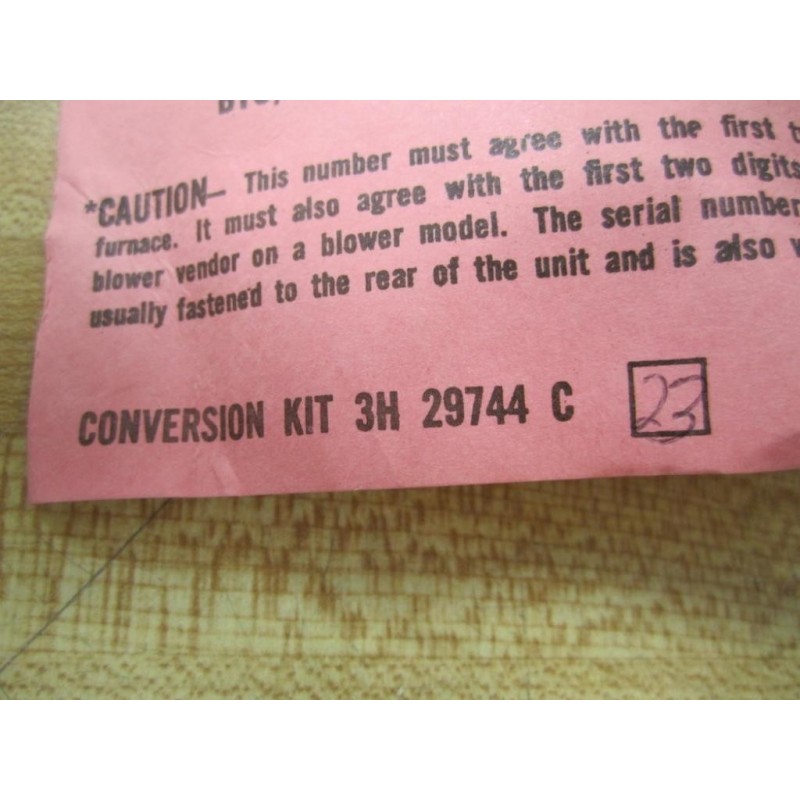 *CAUTION– This number must agree with the first
furnace. It must also agree with the first two digits
blower vendor on a blower model. The serial number
usually fastened to the rear of the unit and is also
CONVERSION KIT 3H 29744 C 23